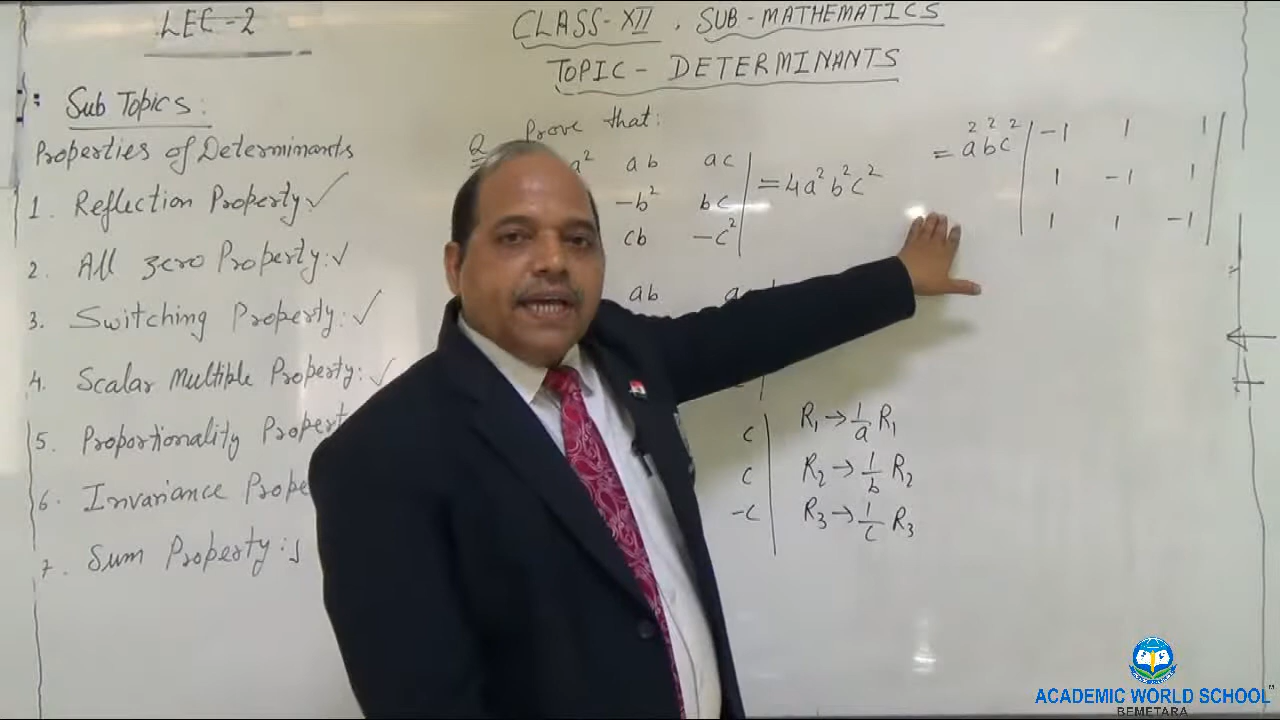 LEC-2
CLASS-XII, SUB-MATHEMATICS
TOPIC-DETERMINANTS
Sub Topics:
Properties of Determinants
1. Reflection Property ✓
2. All zero Property: ✓
3. Switching Property: ✓
4. Scalar Multiple Property: ✓
5. Proportionality
6. Invariance
7. Sum Property: ✓
Q Prove that:
a² ab ac
-b² bc = 4a²b²c²
cb -c²
ab
c R₁→1/a R₁
c R₂→1/b R₂
-c R₃→1/c R₃
= a²b²c² | -1 1 1 |
| 1 -1 1 |
| 1 1 -1 |
ACADEMIC WORLD SCHOOL™
BEMETARA